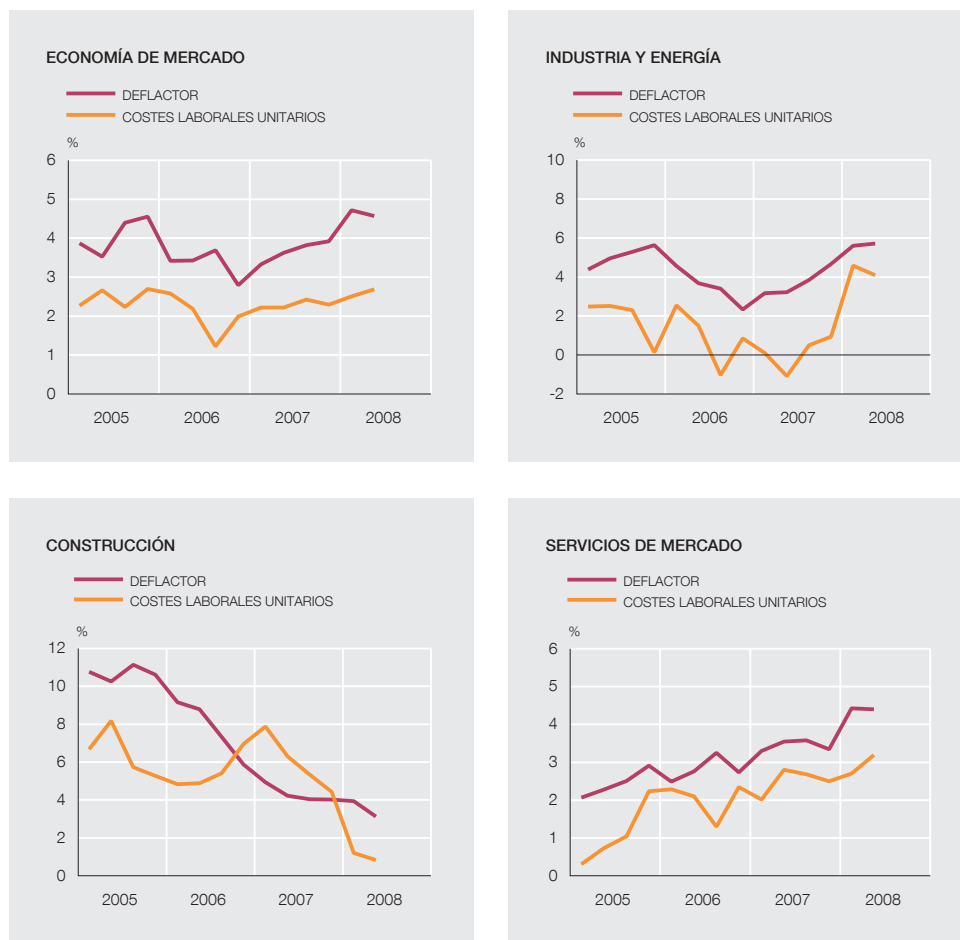 ECONOMÍA DE MERCADO
DEFLACTOR
COSTES LABORALES UNITARIOS
%
6
5
4
3
2
1
0
2005 2006 2007 2008
INDUSTRIA Y ENERGÍA
DEFLACTOR
COSTES LABORALES UNITARIOS
%
10
8
6
4
2
0
-2
2005 2006 2007 2008
CONSTRUCCIÓN
DEFLACTOR
COSTES LABORALES UNITARIOS
%
12
10
8
6
4
2
0
2005 2006 2007 2008
SERVICIOS DE MERCADO
DEFLACTOR
COSTES LABORALES UNITARIOS
%
6
5
4
3
2
1
0
2005 2006 2007 2008